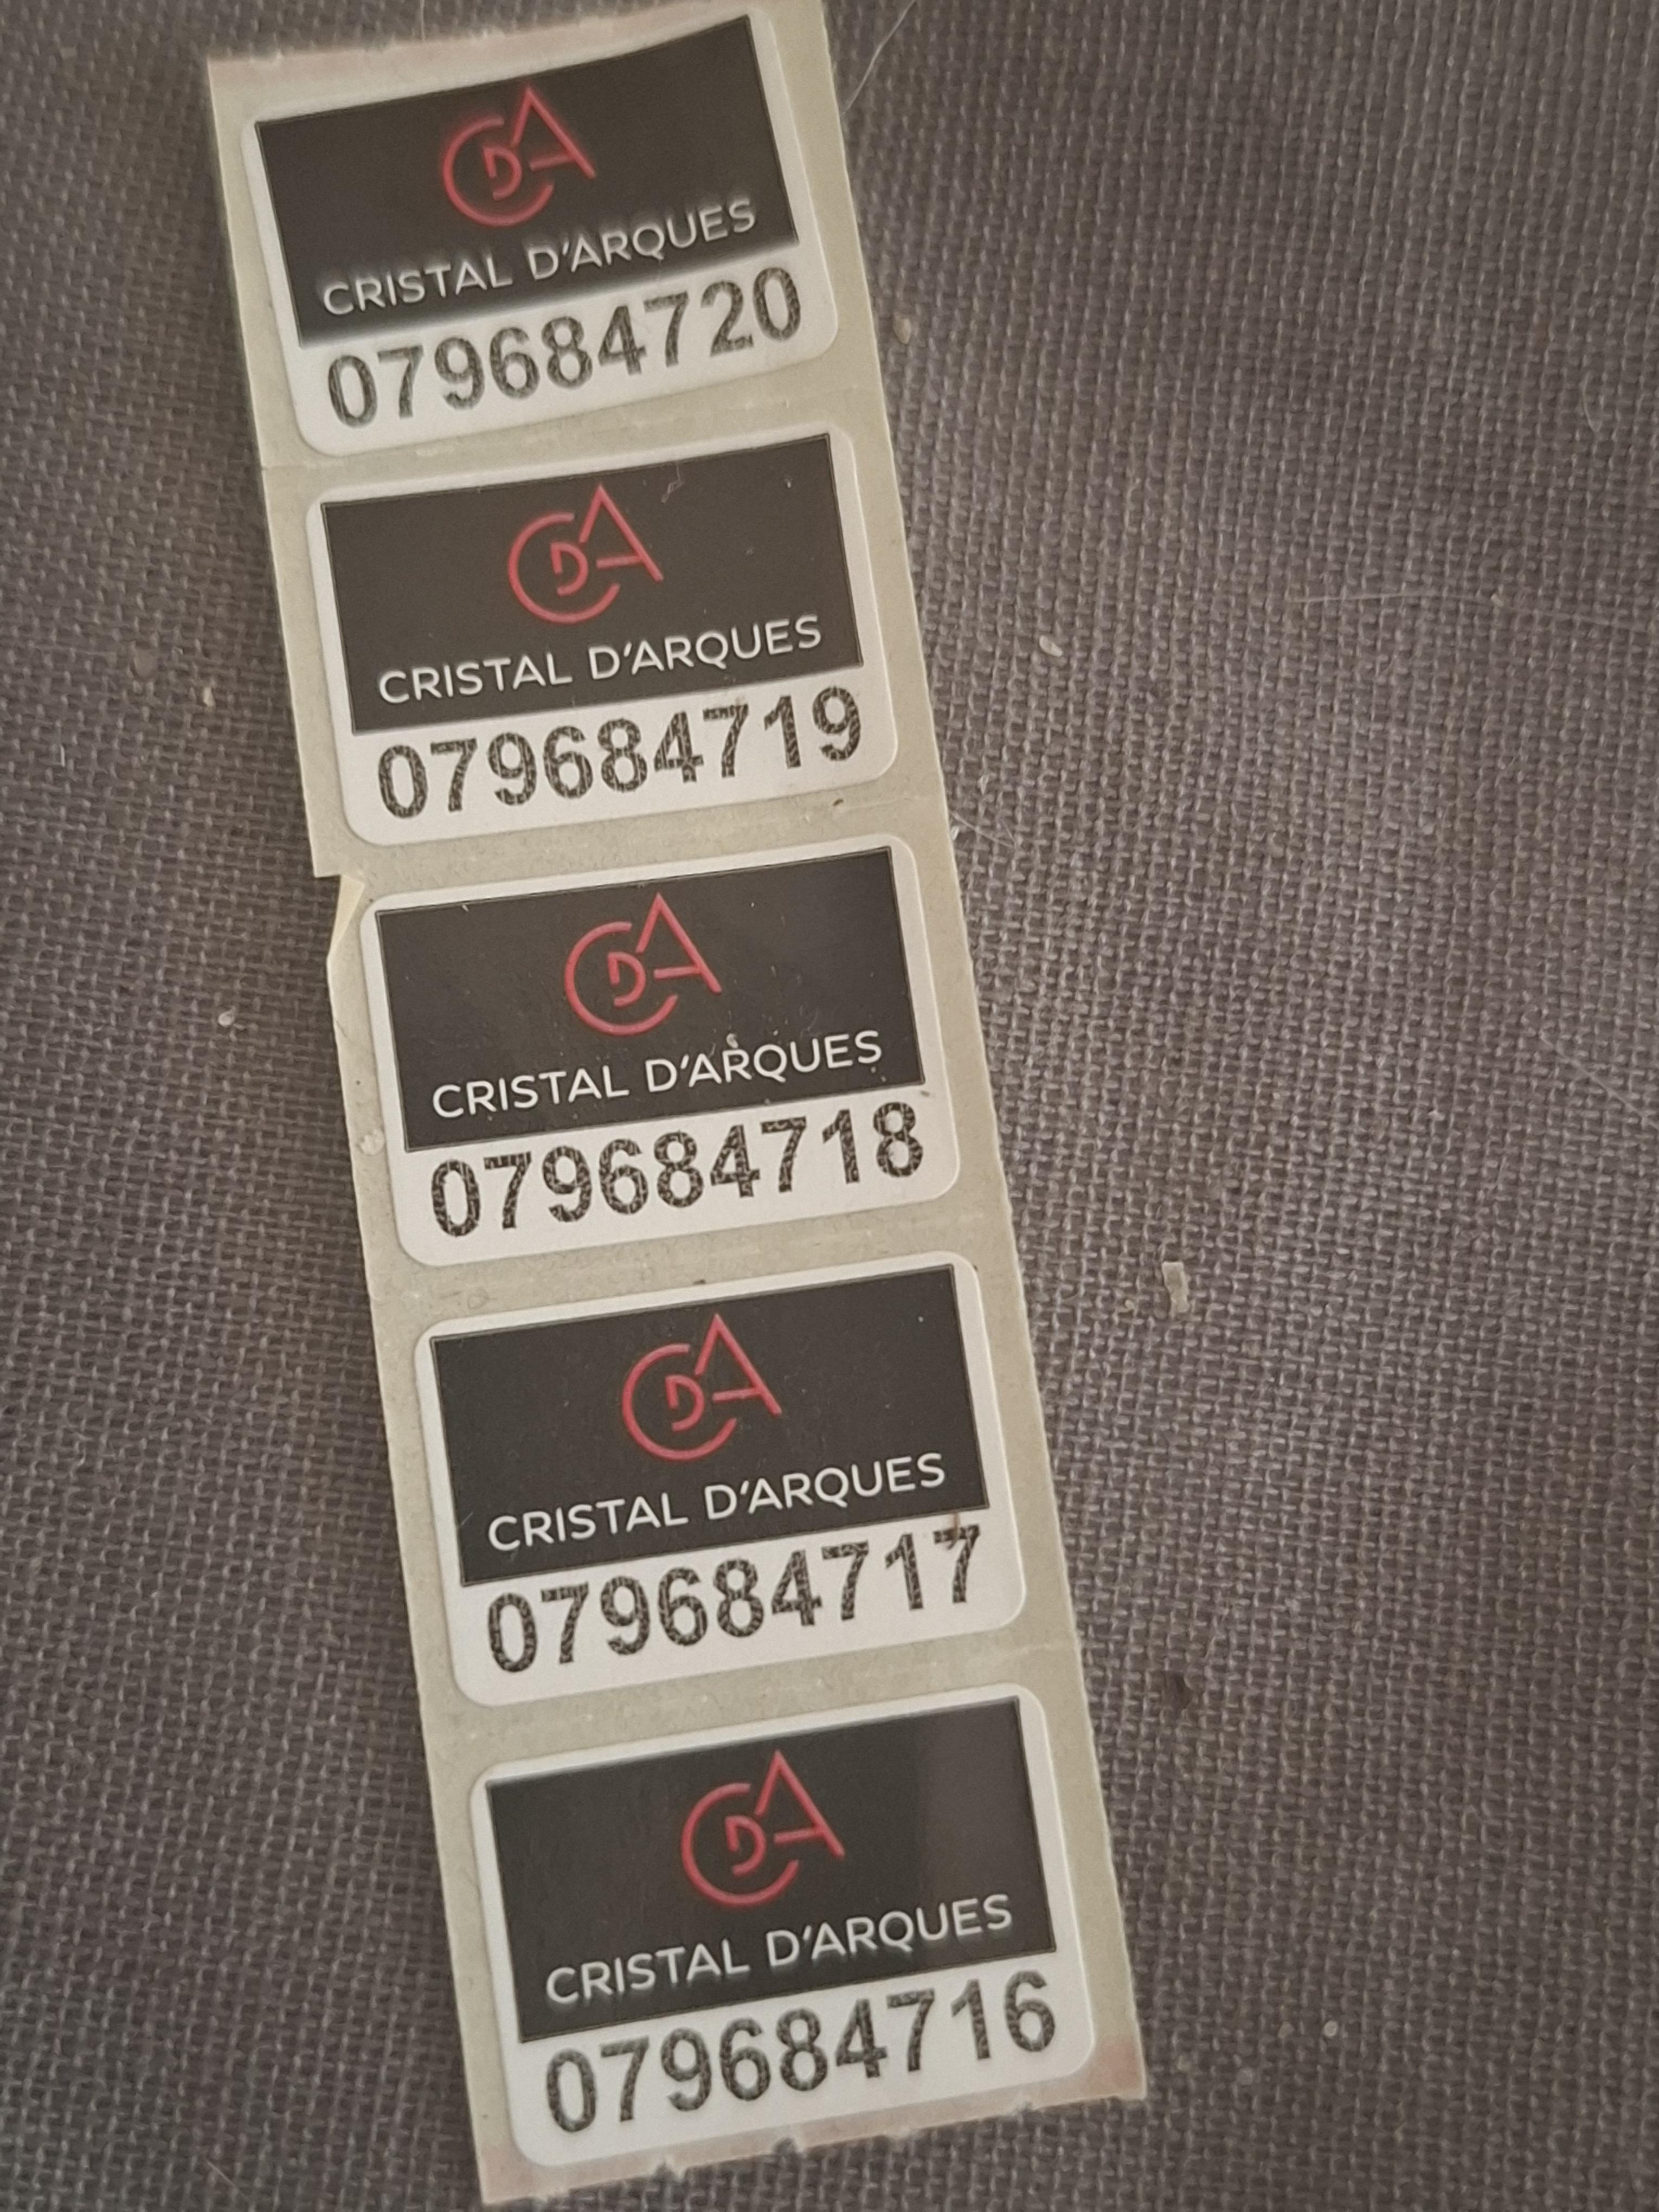 CDA
CRISTAL D'ARQUES
079684720
CDA
CRISTAL D'ARQUES
079684719
CDA
CRISTAL D'ARQUES
079684718
CDA
CRISTAL D'ARQUES
079684717
CDA
CRISTAL D'ARQUES
079684716